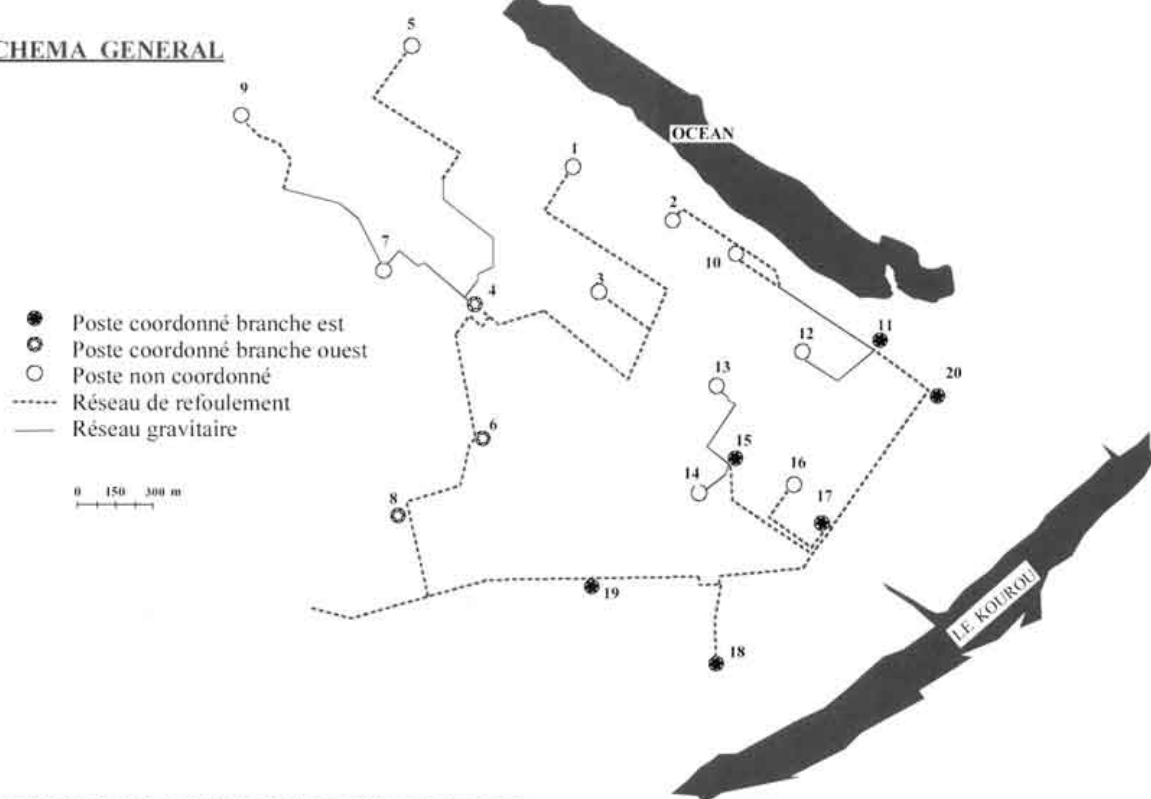 CHEMA GENERAL
5
9
OCEAN
1
2
10
7
3
4
11
12
Poste coordonné branche est
Poste coordonné branche ouest
Poste non coordonné
Réseau de refoulement
Réseau gravitaire
13
20
6
15
16
14
17
8
0 150 300 m
19
18
LE KOUROU